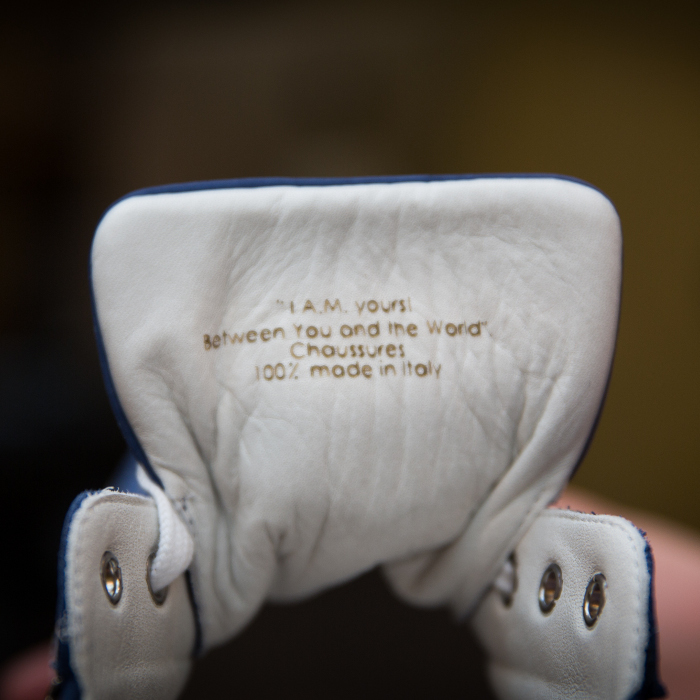 "I A.M. yours!
Between You and the World"
Chaussures
100% made in Italy